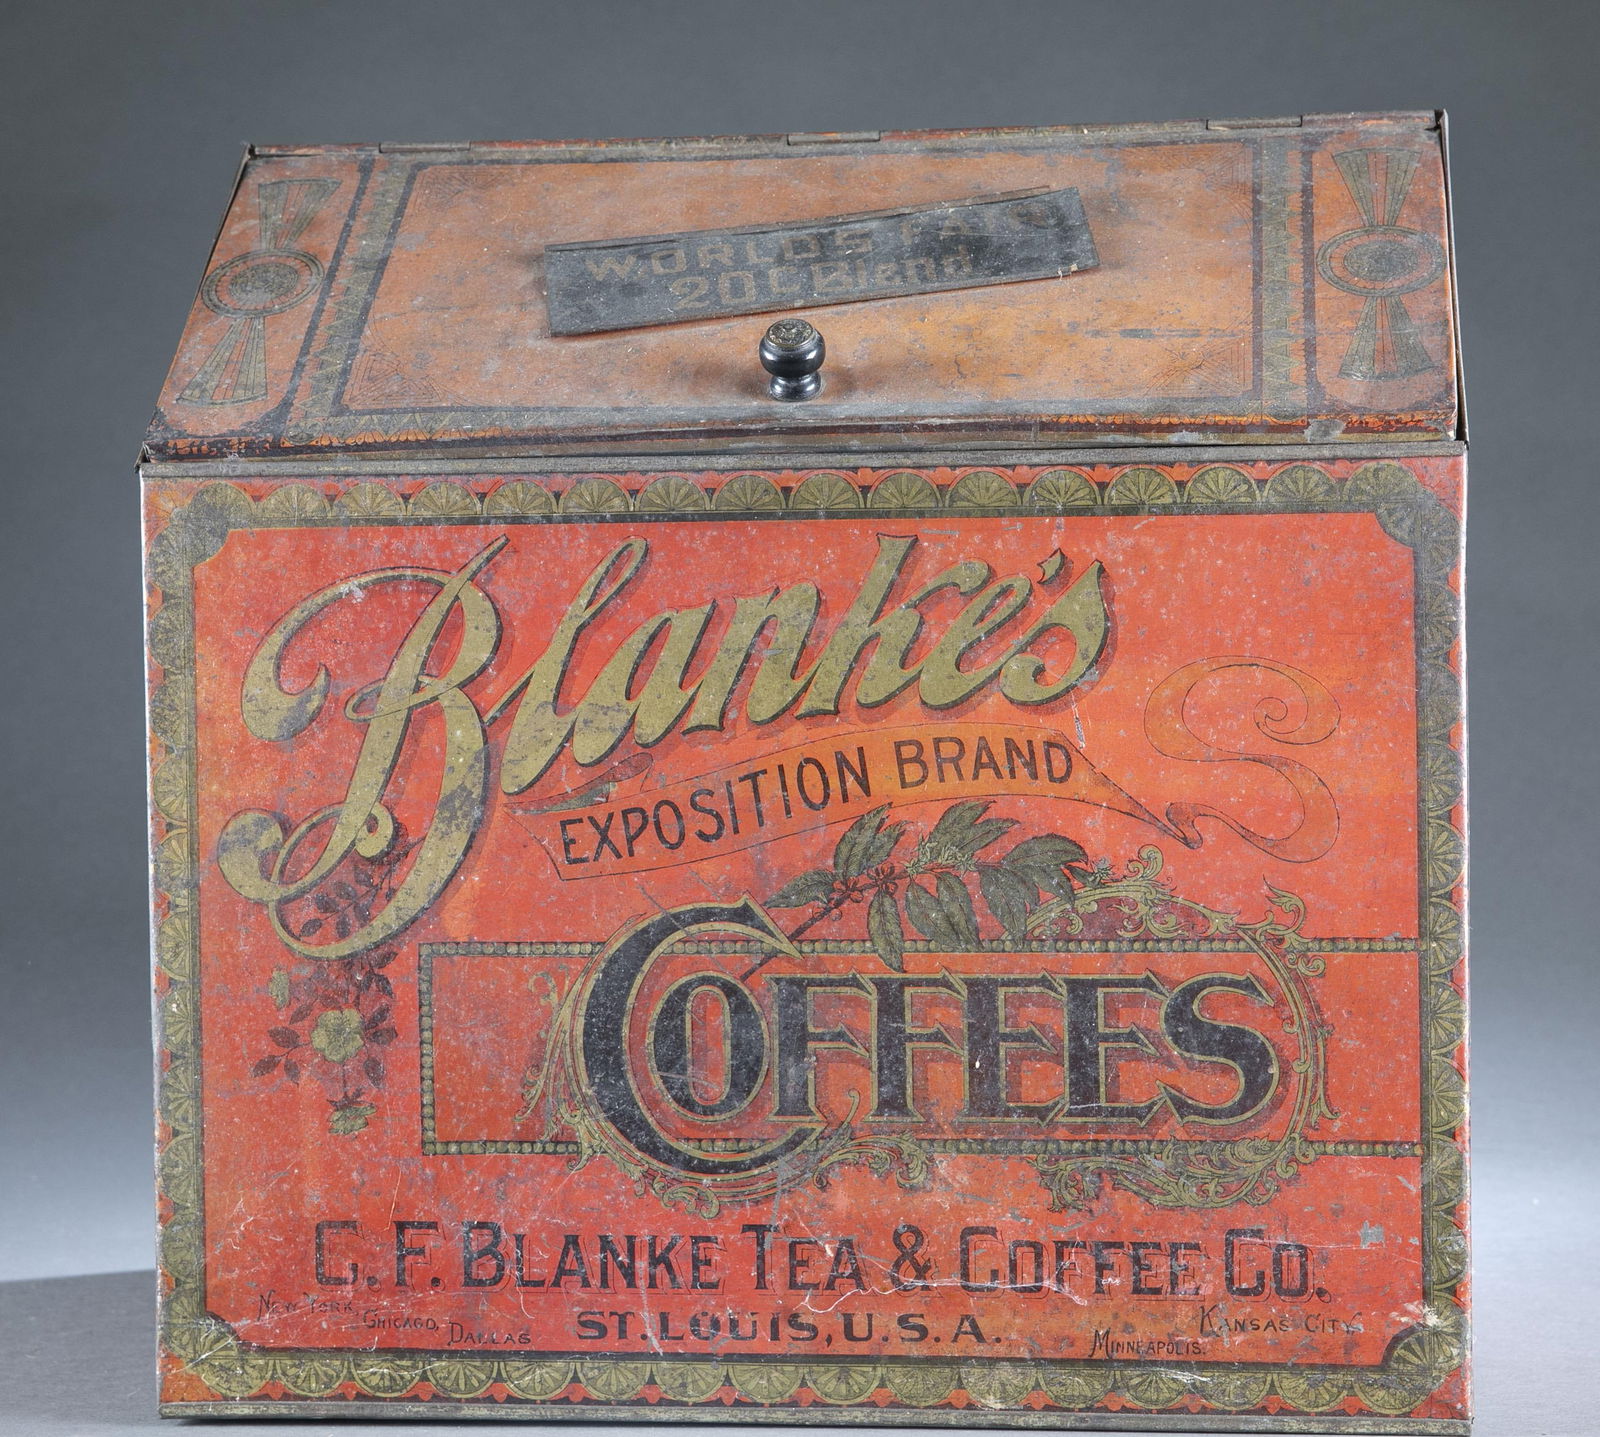 WORLDS FA
20¢ Blend
Blanke's
EXPOSITION BRAND
COFFEES
C. F. BLANKE TEA & COFFEE CO.
NEW YORK, CHICAGO, DALLAS ST. LOUIS, U.S.A. MINNEAPOLIS. KANSAS CITY